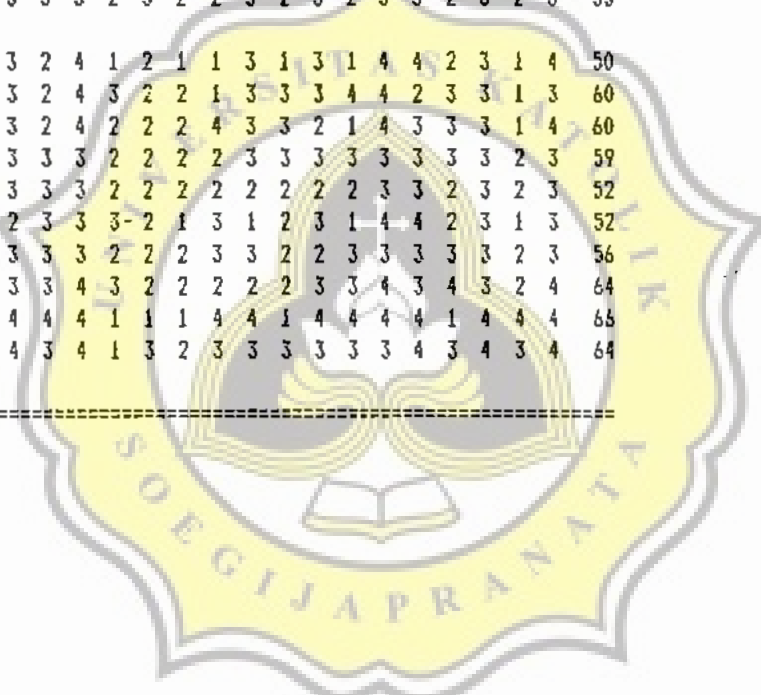 3 2 4 1 2 1 1 3 1 3 1 4 4 2 3 1 4 50
3 2 4 3 2 2 1 3 3 3 4 4 2 3 3 1 3 60
3 2 4 2 2 2 4 3 3 2 1 4 3 3 3 1 4 60
3 3 3 2 2 2 2 3 3 3 3 3 3 3 3 2 3 59
3 3 3 2 2 2 2 2 2 2 2 3 3 2 3 2 3 52
2 3 3 3- 2 1 3 1 2 3 1 4 4 2 3 1 3 52
3 3 3 2 2 2 3 3 2 2 3 3 3 3 3 2 3 56
3 3 4 3 2 2 2 2 2 3 3 4 3 4 3 2 4 64
4 4 4 1 1 1 4 4 1 4 4 4 4 1 4 4 4 66
4 3 4 1 3 2 3 3 3 3 3 3 4 3 4 3 4 64
UNIVERSITAS KATOLIK
SOEGIJAPRANATA